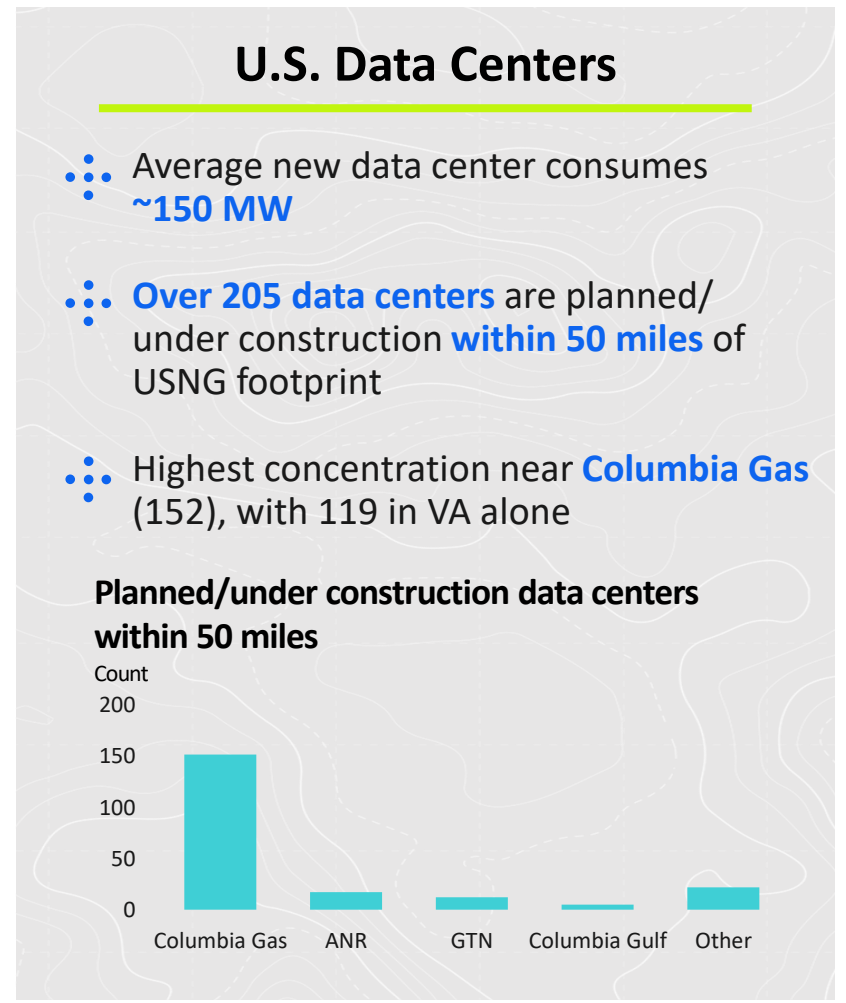 U.S. Data Centers
Average new data center consumes
~150 MW
Over 205 data centers are planned/
under construction within 50 miles of
USNG footprint
Highest concentration near Columbia Gas
(152), with 119 in VA alone
Planned/under construction data centers
within 50 miles
Count
200
150
100
50
0
Columbia Gas ANR GTN Columbia Gulf Other